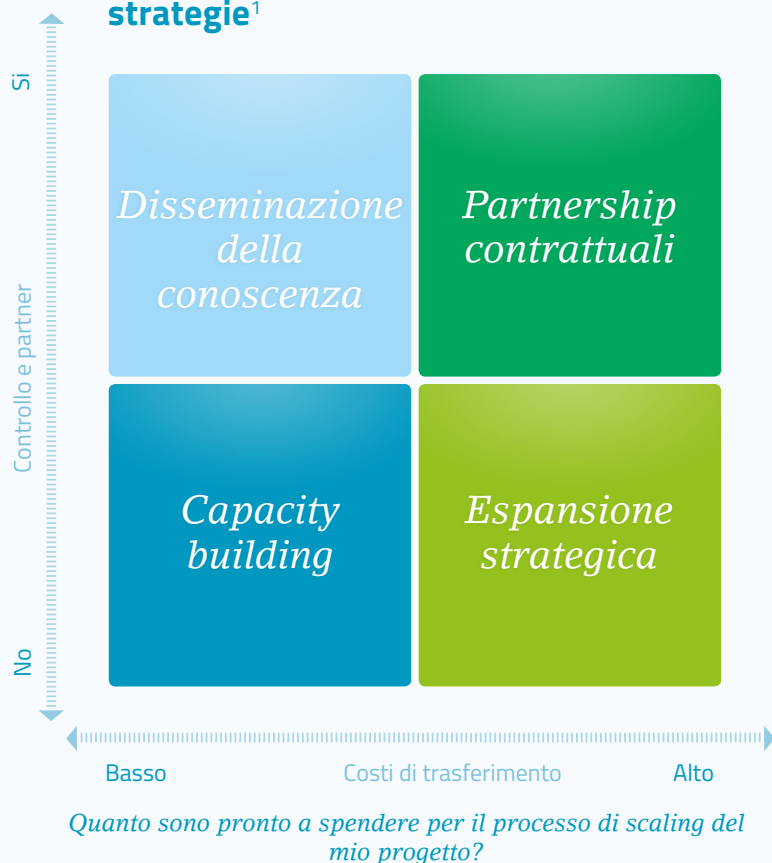 strategie¹
Si
Disseminazione
della
conoscenza
Partnership
contrattuali
Controllo e partner
Capacity
building
Espansione
strategica
No
Basso
Costi di trasferimento
Alto
Quanto sono pronto a spendere per il processo di scaling del
mio progetto?